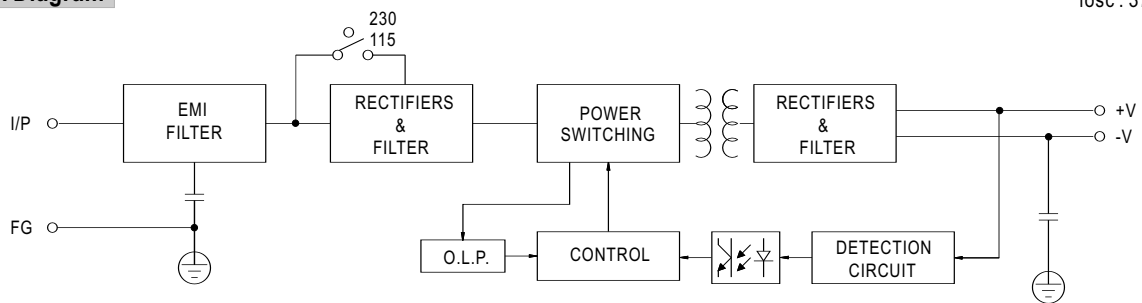 Diagram
fosc : 3
230
115
I/P
EMI
FILTER
RECTIFIERS
&
FILTER
POWER
SWITCHING
RECTIFIERS
&
FILTER
+V
-V
FG
O.L.P.
CONTROL
DETECTION
CIRCUIT